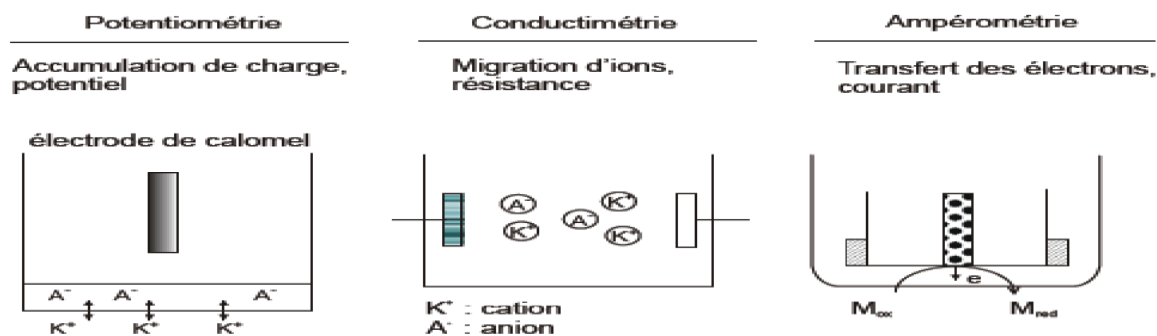 Potentiométrie
Accumulation de charge,
potentiel
électrode de calomel
A⁻ A⁻ A⁻
K⁺ K⁺ K⁺
Conductimétrie
Migration d'ions,
résistance
A⁻ K⁺
A⁻
K⁺ K⁺
K⁺ : cation
A⁻ : anion
Ampérométrie
Transfert des électrons,
courant
e
Mox Mred